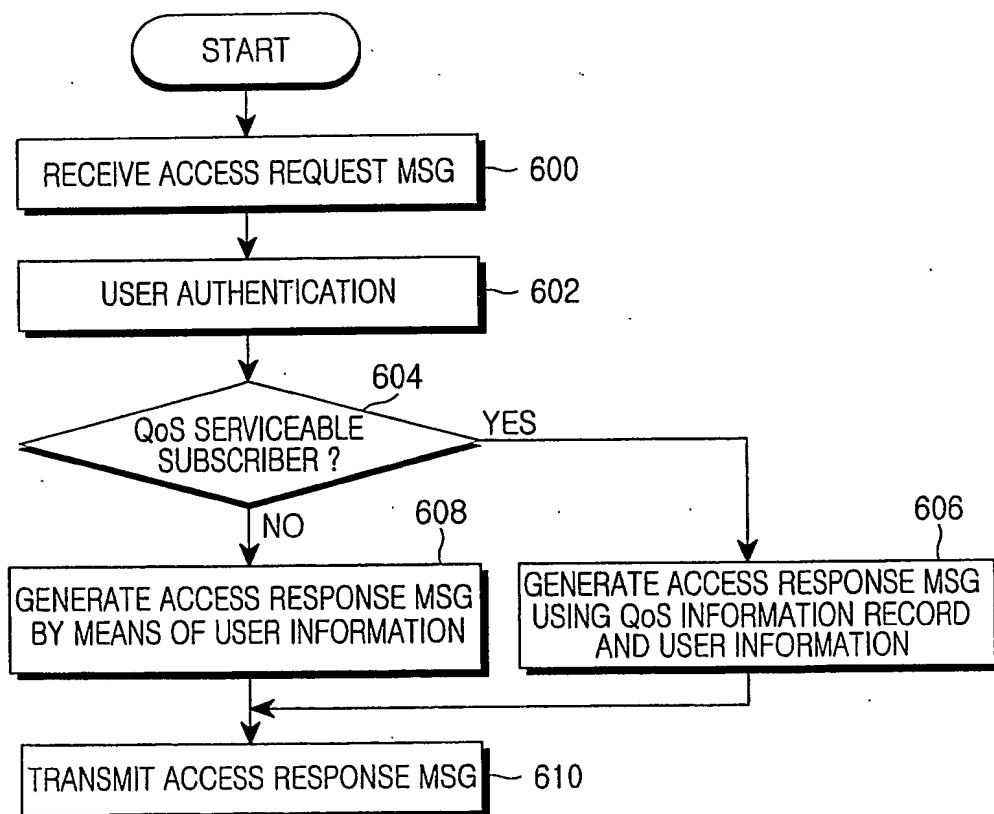 START
RECEIVE ACCESS REQUEST MSG
600
USER AUTHENTICATION
602
604
QoS SERVICEABLE
SUBSCRIBER ?
YES
NO
608
606
GENERATE ACCESS RESPONSE MSG
BY MEANS OF USER INFORMATION
GENERATE ACCESS RESPONSE MSG
USING QoS INFORMATION RECORD
AND USER INFORMATION
TRANSMIT ACCESS RESPONSE MSG
610